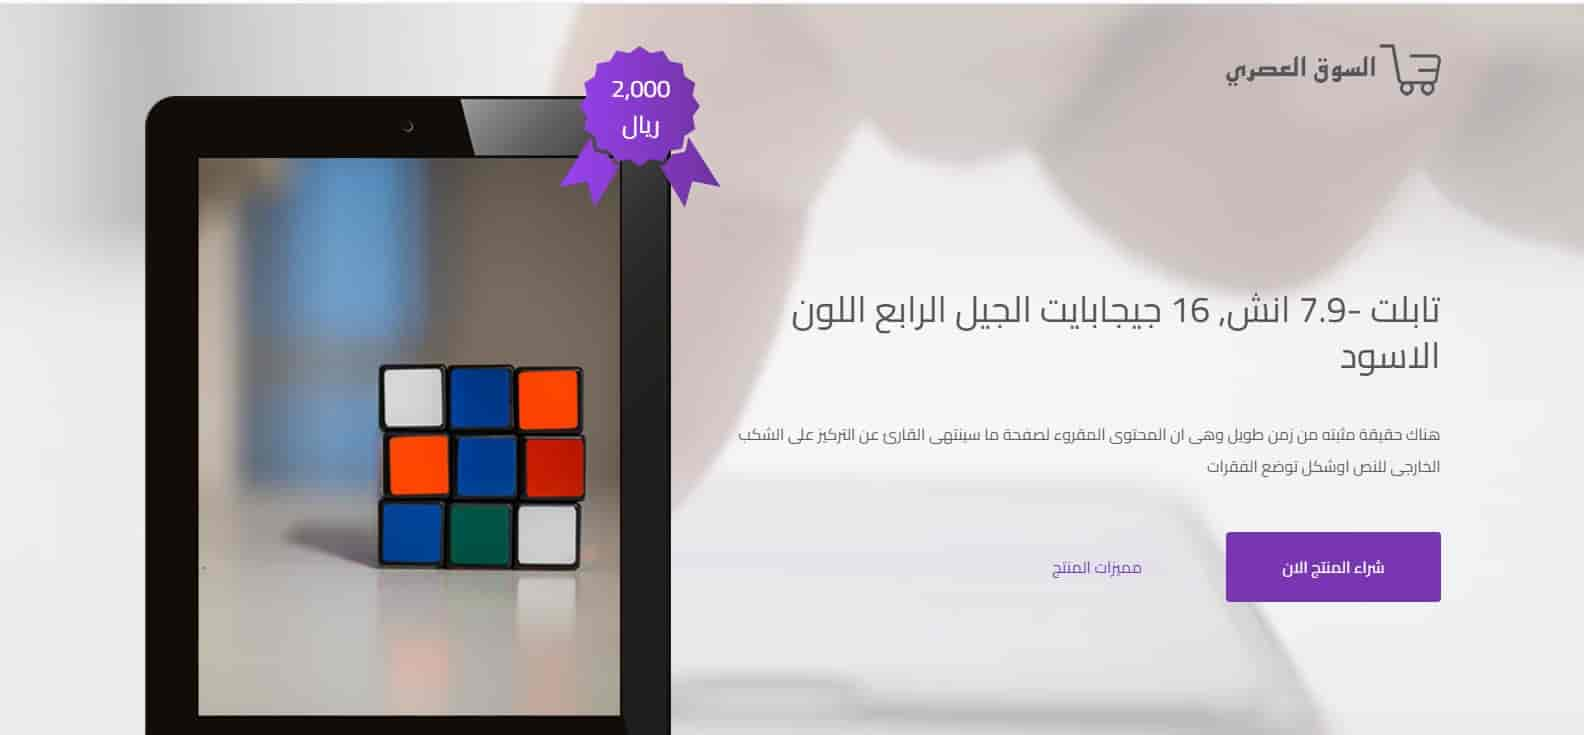 السوق العصري
2,000
ريال
تابلت -7.9 انش, 16 جيجابايت الجيل الرابع اللون
الاسود
هناك حقيقة مثبته من زمن طويل وهى ان المحتوى المقروء لصفحة ما سينتهى القارئ عن التركيز على الشكب
الخارجى للنص اوشكل توضع الفقرات
شراء المنتج الان
مميزات المنتج